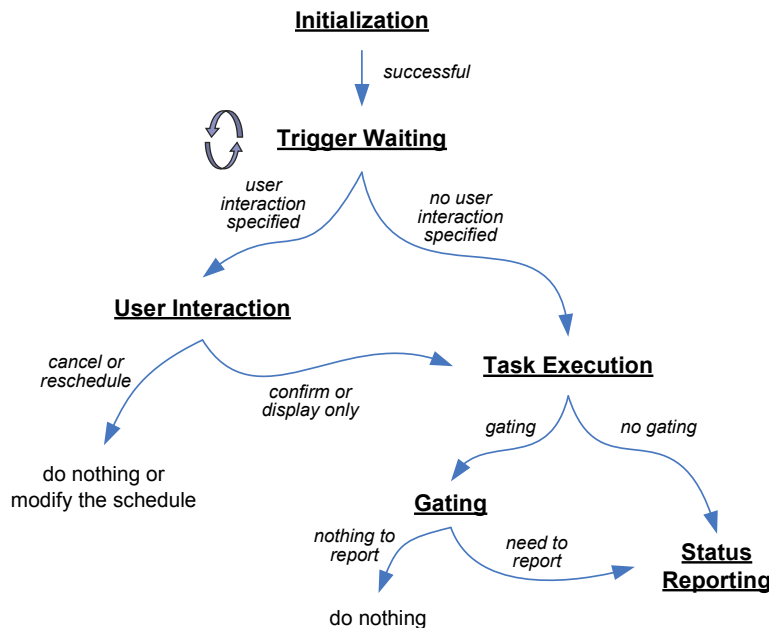 Initialization
successful
Trigger Waiting
user
interaction
specified
no user
interaction
specified
User Interaction
cancel or
reschedule
confirm or
display only
Task Execution
do nothing or
modify the schedule
gating
no gating
Gating
nothing to
report
need to
report
Status
Reporting
do nothing